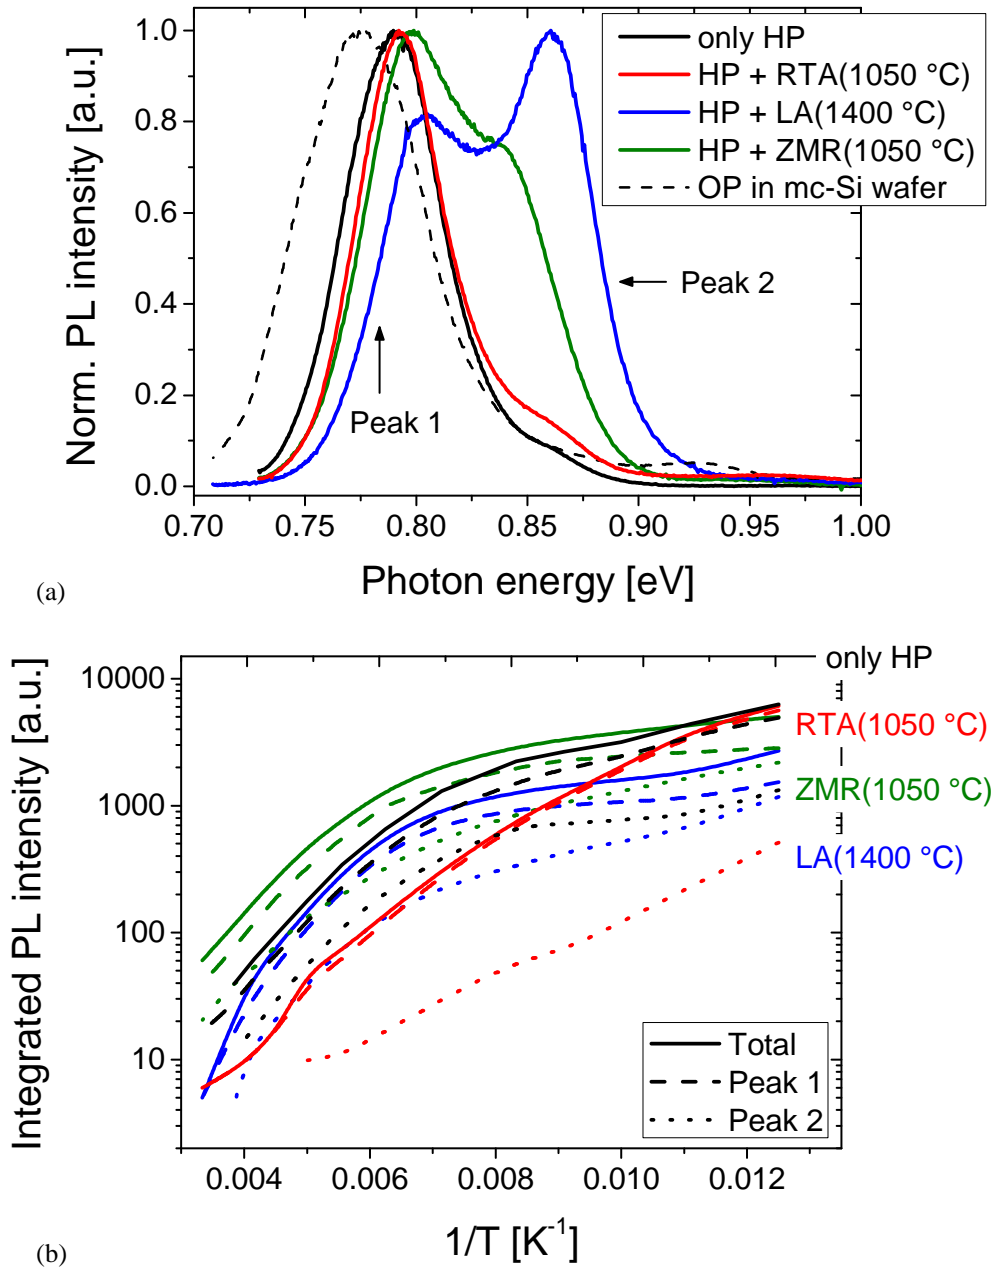 1.0
0.8
0.6
0.4
0.2
0.0
Norm. PL intensity [a.u.]
only HP
HP + RTA(1050 °C)
HP + LA(1400 °C)
HP + ZMR(1050 °C)
OP in mc-Si wafer
Peak 2
Peak 1
0.70 0.75 0.80 0.85 0.90 0.95 1.00
Photon energy [eV]
(a)
only HP
RTA(1050 °C)
ZMR(1050 °C)
LA(1400 °C)
10000
1000
100
10
Integrated PL intensity [a.u.]
Total
Peak 1
Peak 2
0.004 0.006 0.008 0.010 0.012
1/T [K⁻¹]
(b)